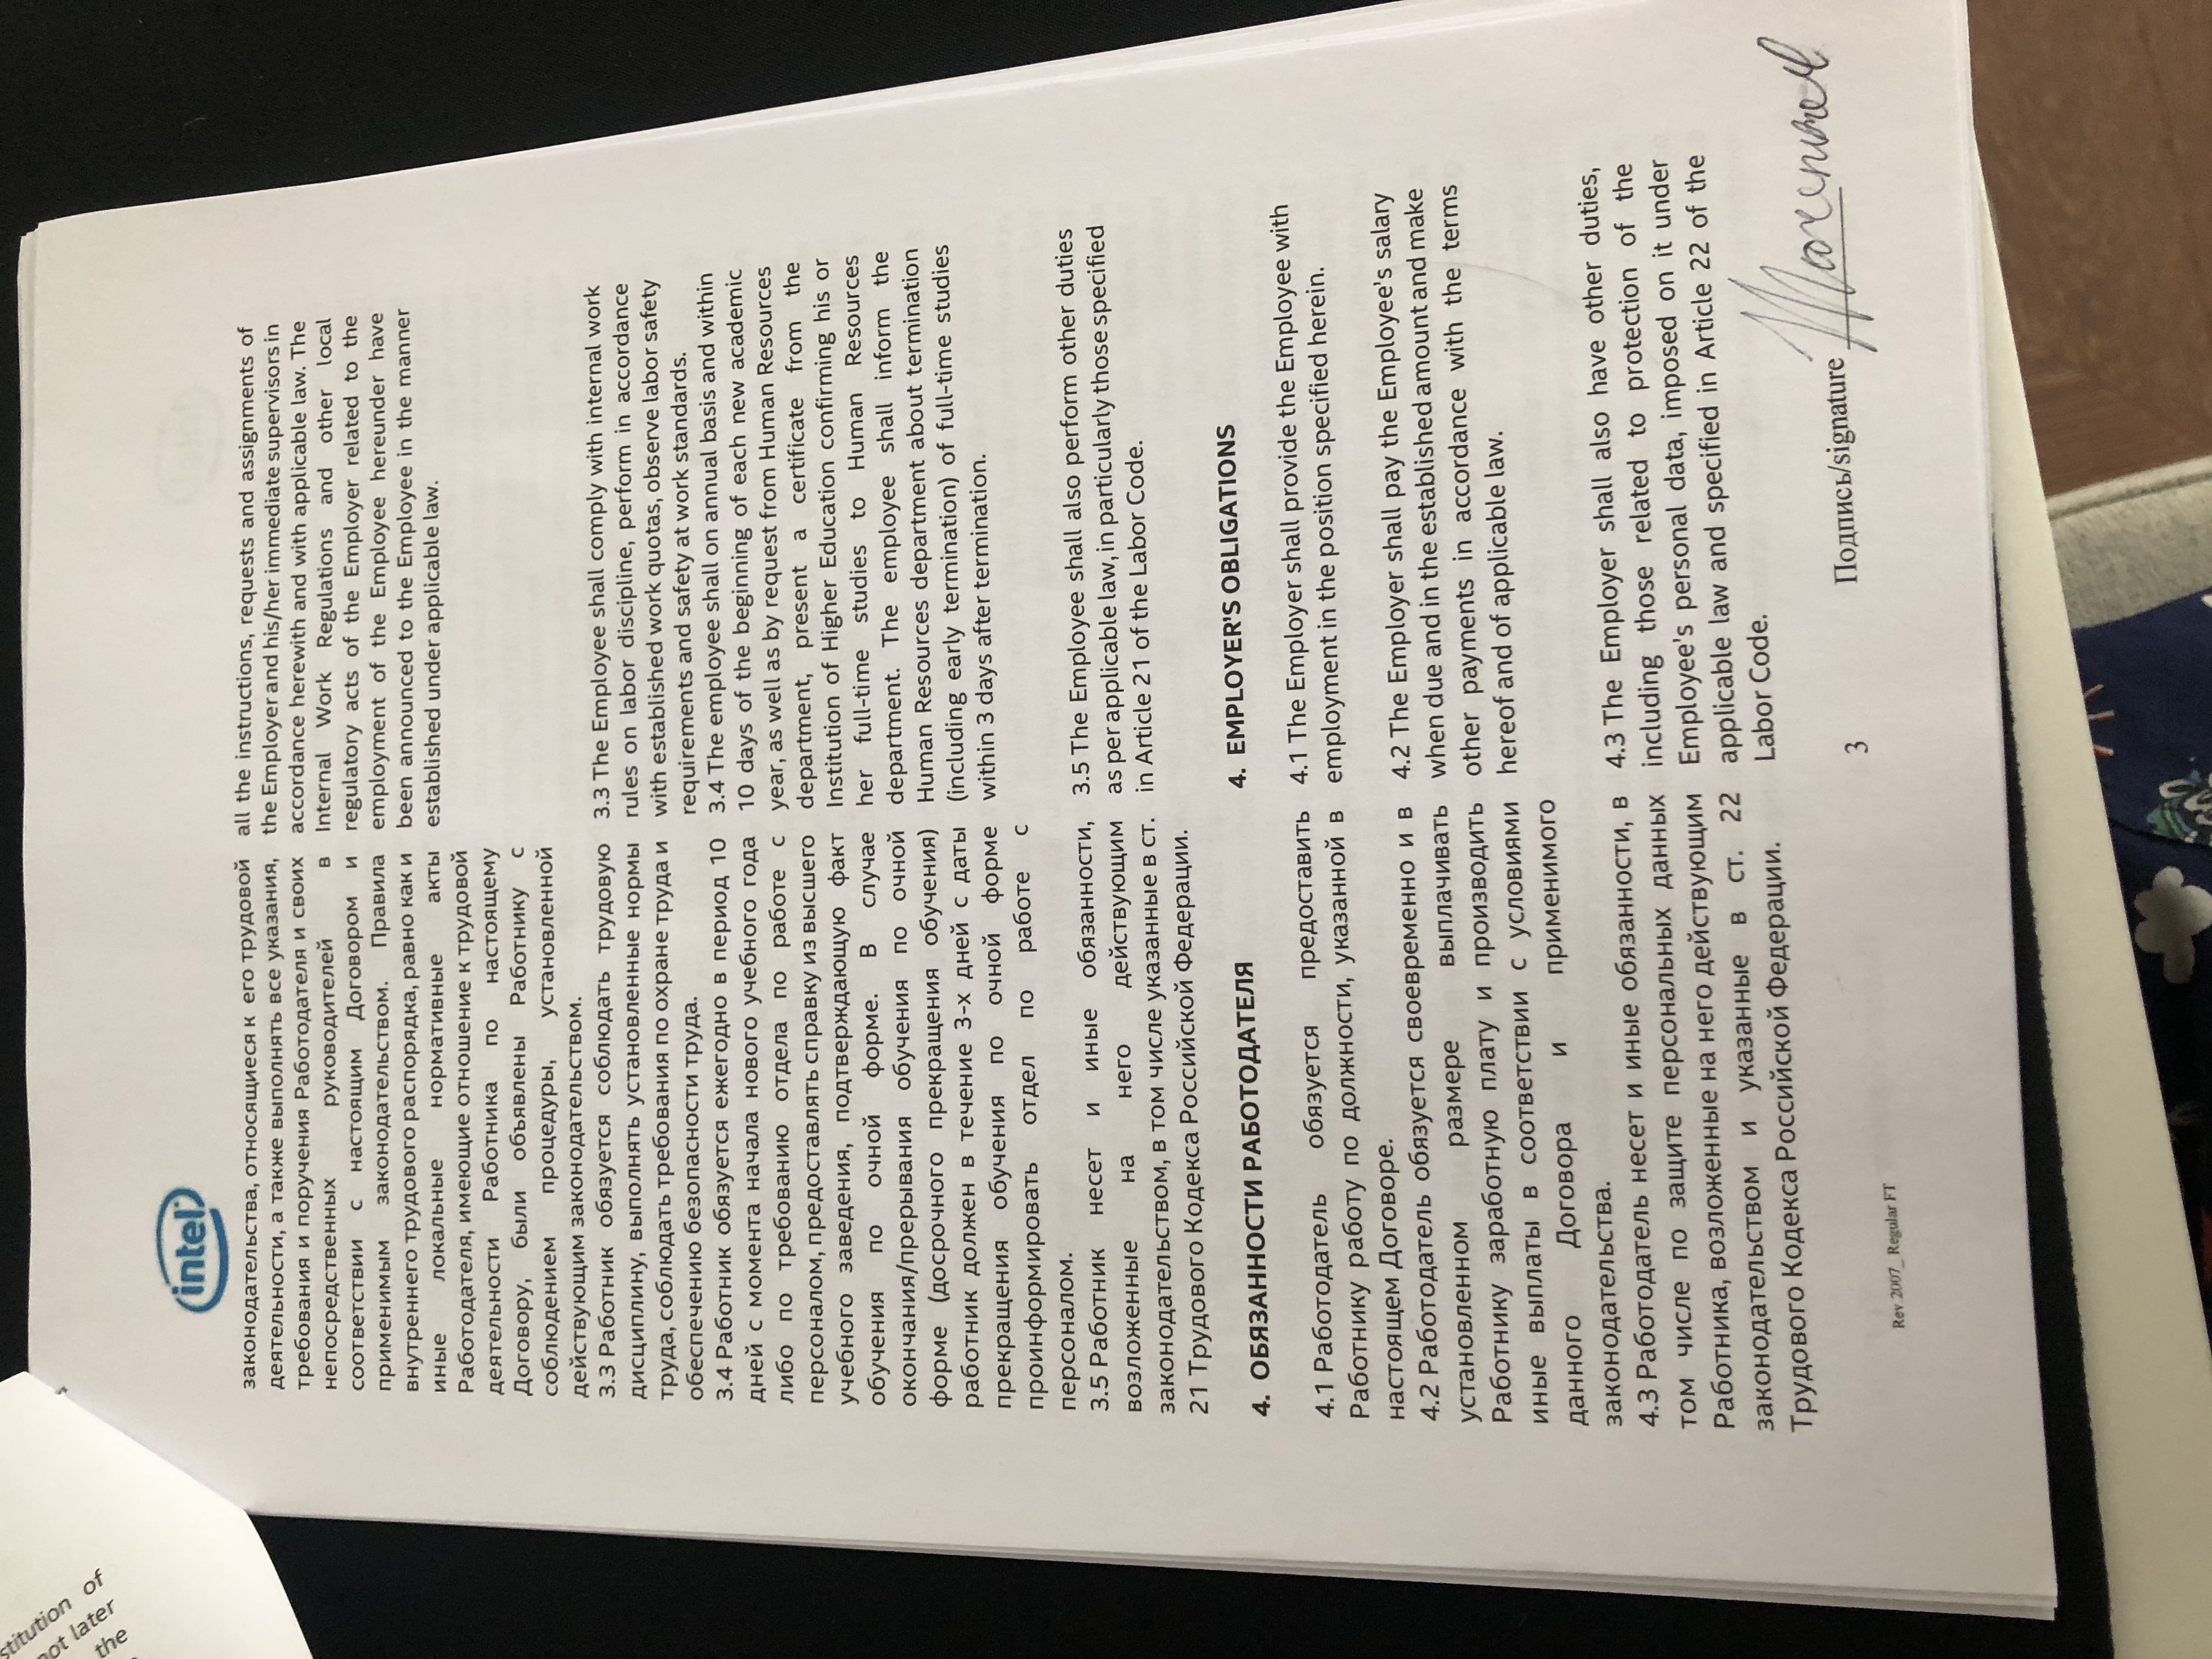 stitution of
not later
the
intel
законодательства, относящиеся к его трудовой
деятельности, а также выполнять все указания,
требования и поручения Работодателя и своих
непосредственных руководителей в
соответствии с настоящим Договором и
применимым законодательством. Правила
внутреннего трудового распорядка, равно как и
иные локальные нормативные акты
Работодателя, имеющие отношение к трудовой
деятельности Работника по настоящему
Договору, были объявлены Работнику с
соблюдением процедуры, установленной
действующим законодательством.
3.3 Работник обязуется соблюдать трудовую
дисциплину, выполнять установленные нормы
труда, соблюдать требования по охране труда и
обеспечению безопасности труда.
3.4 Работник обязуется ежегодно в период 10
дней с момента начала нового учебного года
либо по требованию отдела по работе с
персоналом, предоставлять справку из высшего
учебного заведения, подтверждающую факт
обучения по очной форме. В случае
окончания/прерывания обучения по очной
форме (досрочного прекращения обучения)
работник должен в течение 3-х дней с даты
прекращения обучения по очной форме
проинформировать отдел по работе с
персоналом.
3.5 Работник несет и иные обязанности,
возложенные на него действующим
законодательством, в том числе указанные в ст.
21 Трудового Кодекса Российской Федерации.
4. ОБЯЗАННОСТИ РАБОТОДАТЕЛЯ
4.1 Работодатель обязуется предоставить
Работнику работу по должности, указанной в
настоящем Договоре.
4.2 Работодатель обязуется своевременно и в
установленном размере выплачивать
Работнику заработную плату и производить
иные выплаты в соответствии с условиями
данного Договора и применимого
законодательства.
4.3 Работодатель несет и иные обязанности, в
том числе по защите персональных данных
Работника, возложенные на него действующим
законодательством и указанные в ст. 22
Трудового Кодекса Российской Федерации.
all the instructions, requests and assignments of
the Employer and his/her immediate supervisors in
accordance herewith and with applicable law. The
Internal Work Regulations and other local
regulatory acts of the Employer related to the
employment of the Employee hereunder have
been announced to the Employee in the manner
established under applicable law.
3.3 The Employee shall comply with internal work
rules on labor discipline, perform in accordance
with established work quotas, observe labor safety
requirements and safety at work standards.
3.4 The employee shall on annual basis and within
10 days of the beginning of each new academic
year, as well as by request from Human Resources
department, present a certificate from the
Institution of Higher Education confirming his or
her full-time studies to Human Resources
department. The employee shall inform the
Human Resources department about termination
(including early termination) of full-time studies
within 3 days after termination.
3.5 The Employee shall also perform other duties
as per applicable law, in particularly those specified
in Article 21 of the Labor Code.
4. EMPLOYER'S OBLIGATIONS
4.1 The Employer shall provide the Employee with
employment in the position specified herein.
4.2 The Employer shall pay the Employee's salary
when due and in the established amount and make
other payments in accordance with the terms
hereof and of applicable law.
4.3 The Employer shall also have other duties,
including those related to protection of the
Employee's personal data, imposed on it under
applicable law and specified in Article 22 of the
Labor Code.
Подпись/signature
3
Rev 2007_ Regular FT